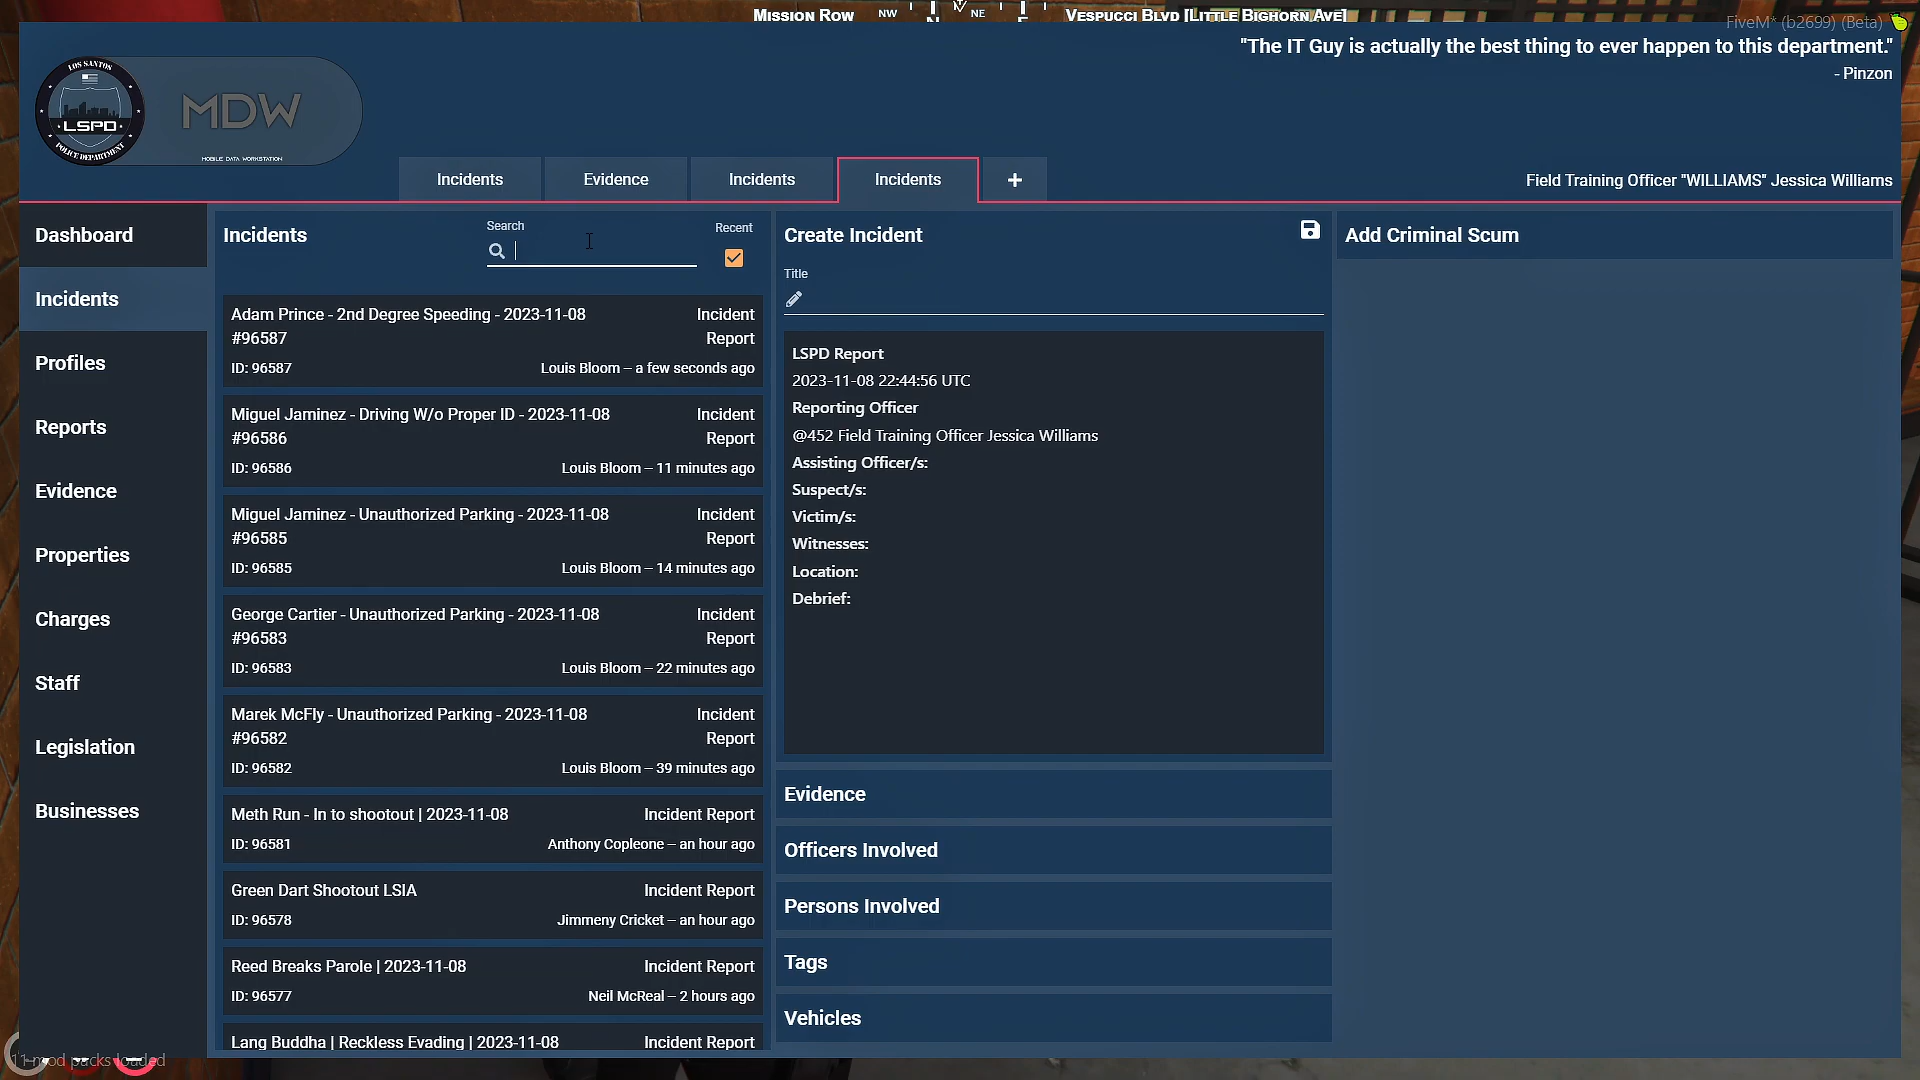 Mission Row NW N NE E Vespucci Blvd [Little Bighorn Ave]
FiveM* (b2699) (Beta)
"The IT Guy is actually the best thing to ever happen to this department."
- Pinzon
LOS SANTOS
LSPD
POLICE DEPARTMENT
MDW
MOBILE DATA WORKSTATION
Incidents
Evidence
Incidents
Incidents
+
Field Training Officer "WILLIAMS" Jessica Williams
Dashboard
Incidents
Profiles
Reports
Evidence
Properties
Charges
Staff
Legislation
Businesses
Incidents
Search
Recent
Adam Prince - 2nd Degree Speeding - 2023-11-08 Incident
#96587 Report
ID: 96587 Louis Bloom – a few seconds ago
Miguel Jaminez - Driving W/o Proper ID - 2023-11-08 Incident
#96586 Report
ID: 96586 Louis Bloom – 11 minutes ago
Miguel Jaminez - Unauthorized Parking - 2023-11-08 Incident
#96585 Report
ID: 96585 Louis Bloom – 14 minutes ago
George Cartier - Unauthorized Parking - 2023-11-08 Incident
#96583 Report
ID: 96583 Louis Bloom – 22 minutes ago
Marek McFly - Unauthorized Parking - 2023-11-08 Incident
#96582 Report
ID: 96582 Louis Bloom – 39 minutes ago
Meth Run - In to shootout | 2023-11-08 Incident Report
ID: 96581 Anthony Copleone – an hour ago
Green Dart Shootout LSIA Incident Report
ID: 96578 Jimmeny Cricket – an hour ago
Reed Breaks Parole | 2023-11-08 Incident Report
ID: 96577 Neil McReal – 2 hours ago
Lang Buddha | Reckless Evading | 2023-11-08 Incident Report
Create Incident
Title
LSPD Report
2023-11-08 22:44:56 UTC
Reporting Officer
@452 Field Training Officer Jessica Williams
Assisting Officer/s:
Suspect/s:
Victim/s:
Witnesses:
Location:
Debrief:
Evidence
Officers Involved
Persons Involved
Tags
Vehicles
Add Criminal Scum
11 mod packs loaded